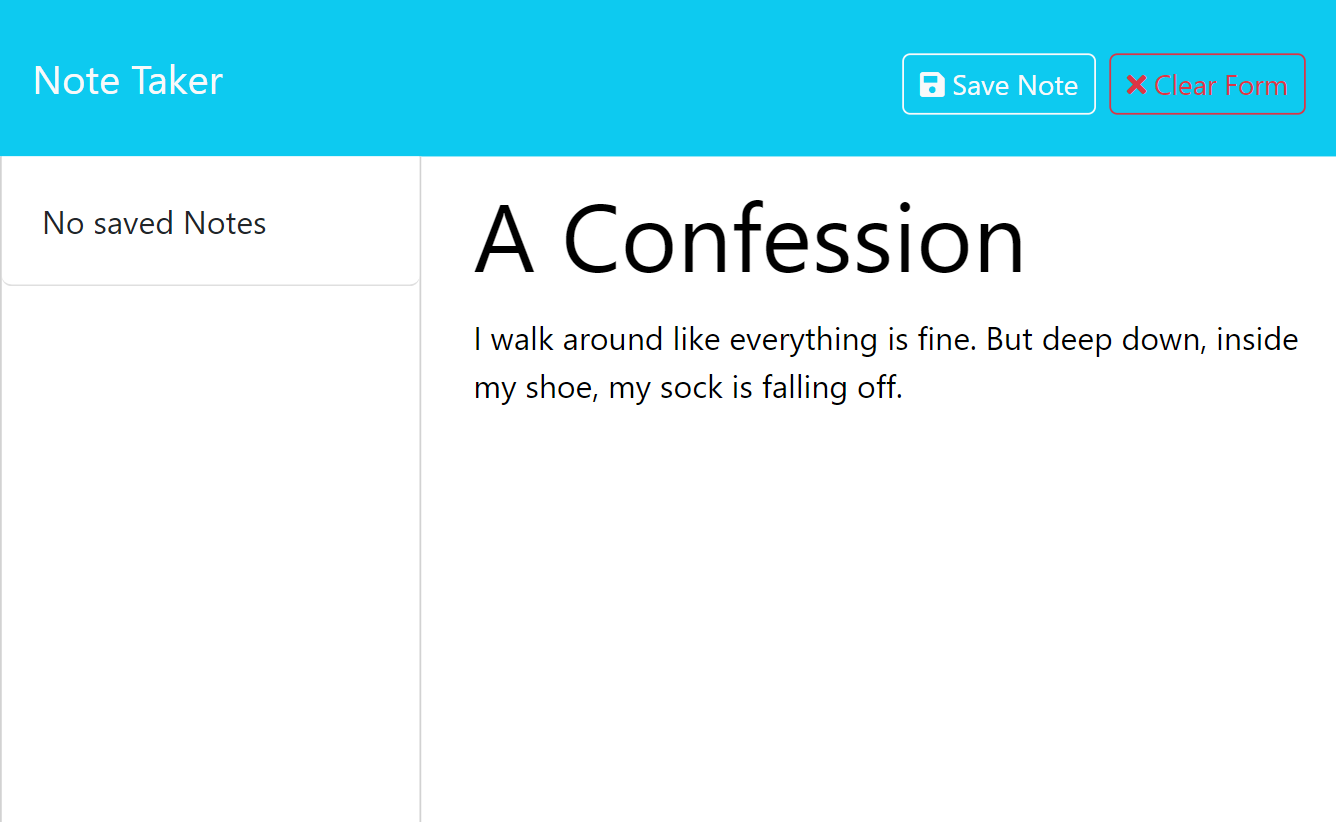 Note Taker
Save Note
Clear Form
No saved Notes
A Confession
I walk around like everything is fine. But deep down, inside
my shoe, my sock is falling off.